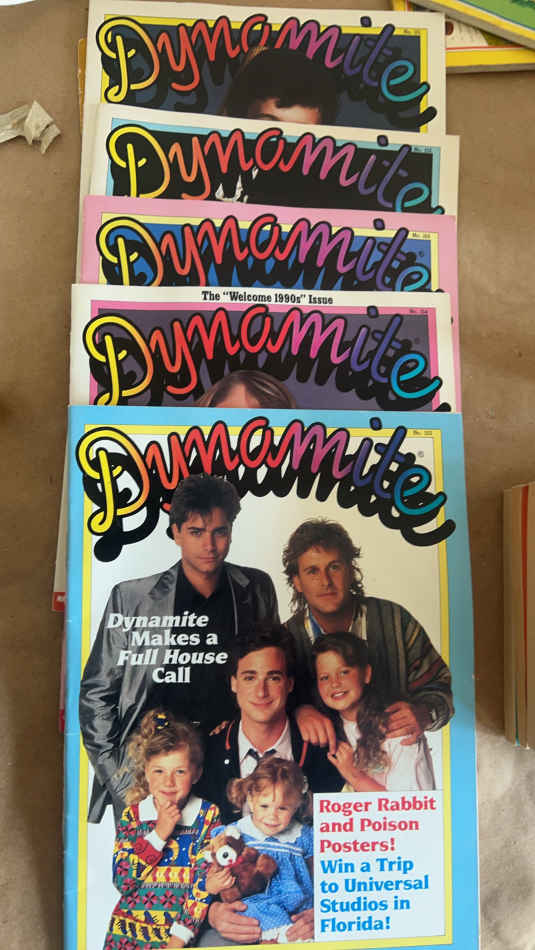 Dynamite
Dynamite
Dynamite
The "Welcome 1990s" Issue
Dynamite
Dynamite
®
Dynamite
Makes a
Full House
Call
Roger Rabbit
and Poison
Posters!
Win a Trip
to Universal
Studios in
Florida!